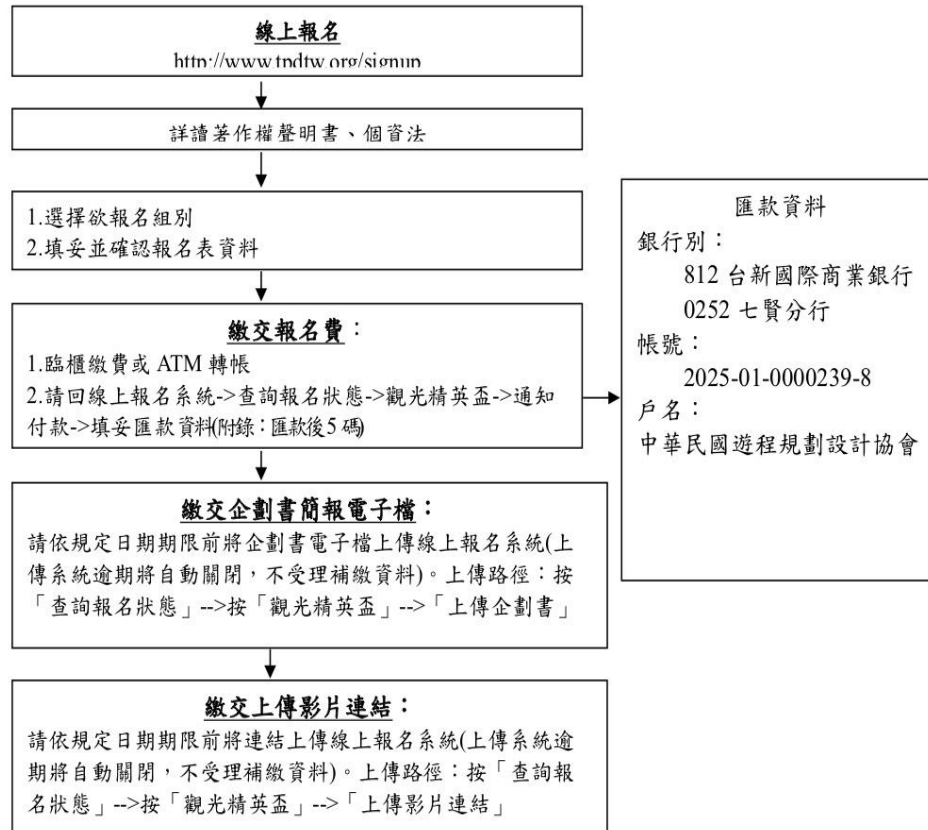 線上報名
http://www.tpdtw.org/signup
詳讀著作權聲明書、個資法
1.選擇欲報名組別
2.填妥並確認報名表資料
繳交報名費：
1.臨櫃繳費或 ATM 轉帳
2.請回線上報名系統->查詢報名狀態->觀光精英盃->通知
付款->填妥匯款資料(附錄：匯款後5 碼)
匯款資料
銀行別：
812 台新國際商業銀行
0252 七賢分行
帳號：
2025-01-0000239-8
戶名：
中華民國遊程規劃設計協會
繳交企劃書簡報電子檔：
請依規定日期期限前將企劃書電子檔上傳線上報名系統(上
傳系統逾期將自動關閉，不受理補繳資料)。上傳路徑：按
「查詢報名狀態」-->按「觀光精英盃」-->「上傳企劃書」
繳交上傳影片連結：
請依規定日期期限前將連結上傳線上報名系統(上傳系統逾
期將自動關閉，不受理補繳資料)。上傳路徑：按「查詢報
名狀態」-->按「觀光精英盃」-->「上傳影片連結」